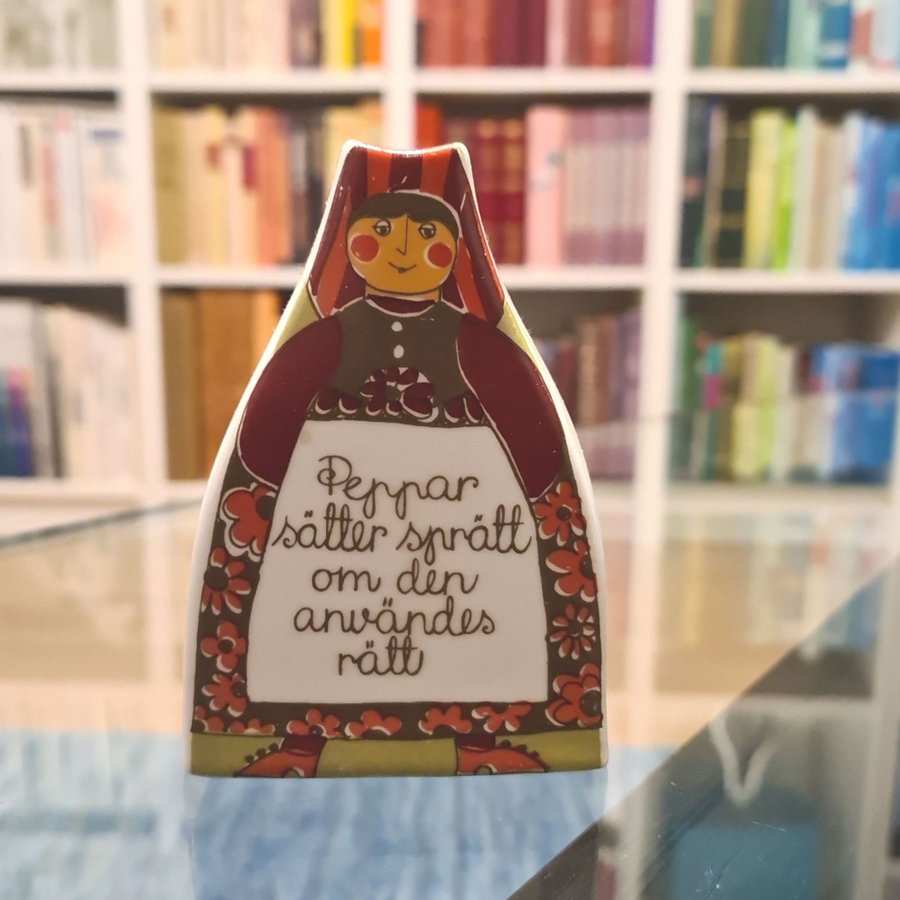 Peppar
sätter sprätt
om den
användes
rätt